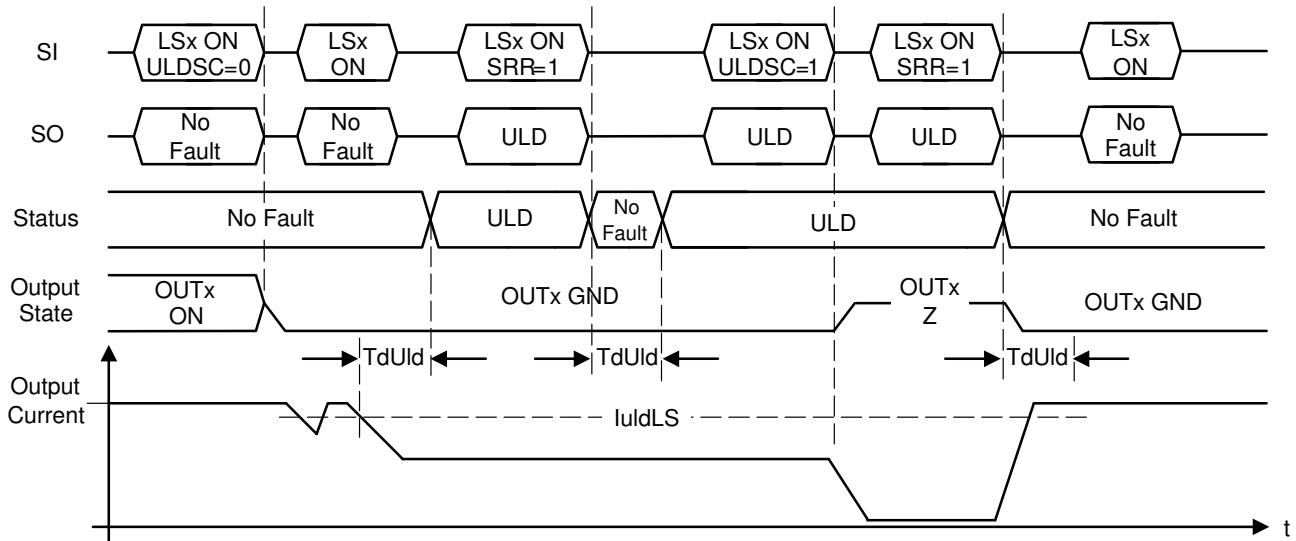 SI
LSx ON
ULDSC=0
LSx
ON
LSx ON
SRR=1
LSx ON
ULDSC=1
LSx ON
SRR=1
LSx
ON
SO
No
Fault
No
Fault
ULD
ULD
ULD
No
Fault
Status
No Fault
ULD
No
Fault
ULD
No Fault
Output
State
OUTx
ON
OUTx GND
OUTx
Z
OUTx GND
TdUld
TdUld
TdUld
Output
Current
IuldLS
t